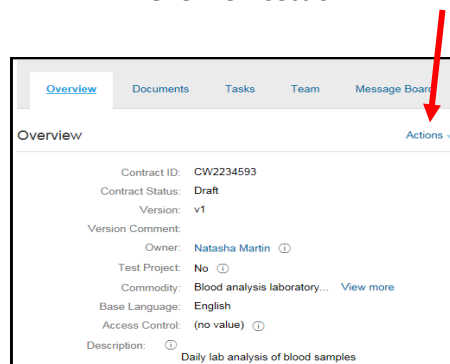 Overview Documents Tasks Team Message Board
Overview Actions
Contract ID: CW2234593
Contract Status: Draft
Version: v1
Version Comment:
Owner: Natasha Martin
Test Project: No
Commodity: Blood analysis laboratory... View more
Base Language: English
Access Control: (no value)
Description:
Daily lab analysis of blood samples